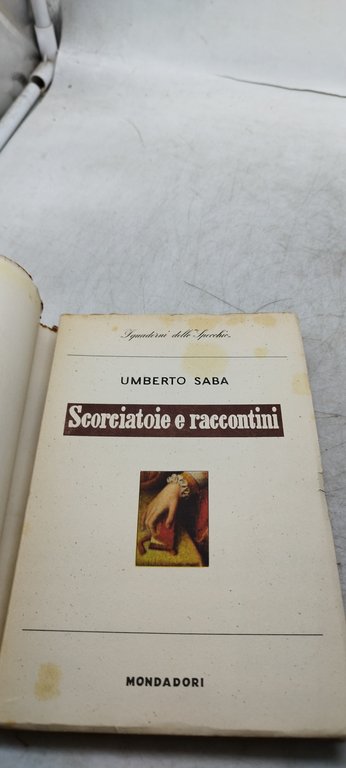 I quaderni dello Specchio
UMBERTO SABA
Scorciatoie e raccontini
MONDADORI